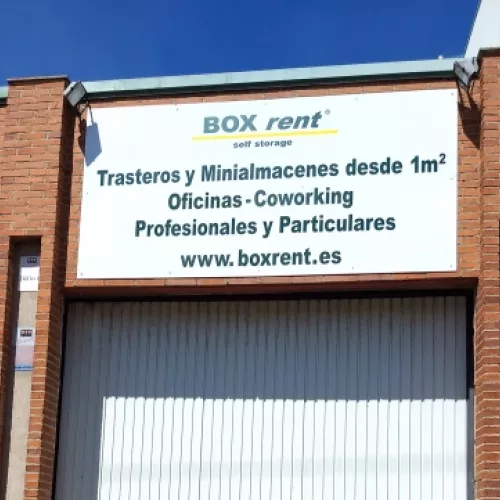 BOX rent®
self storage
Trasteros y Minialmacenes desde 1m²
Oficinas - Coworking
Profesionales y Particulares
www.boxrent.es